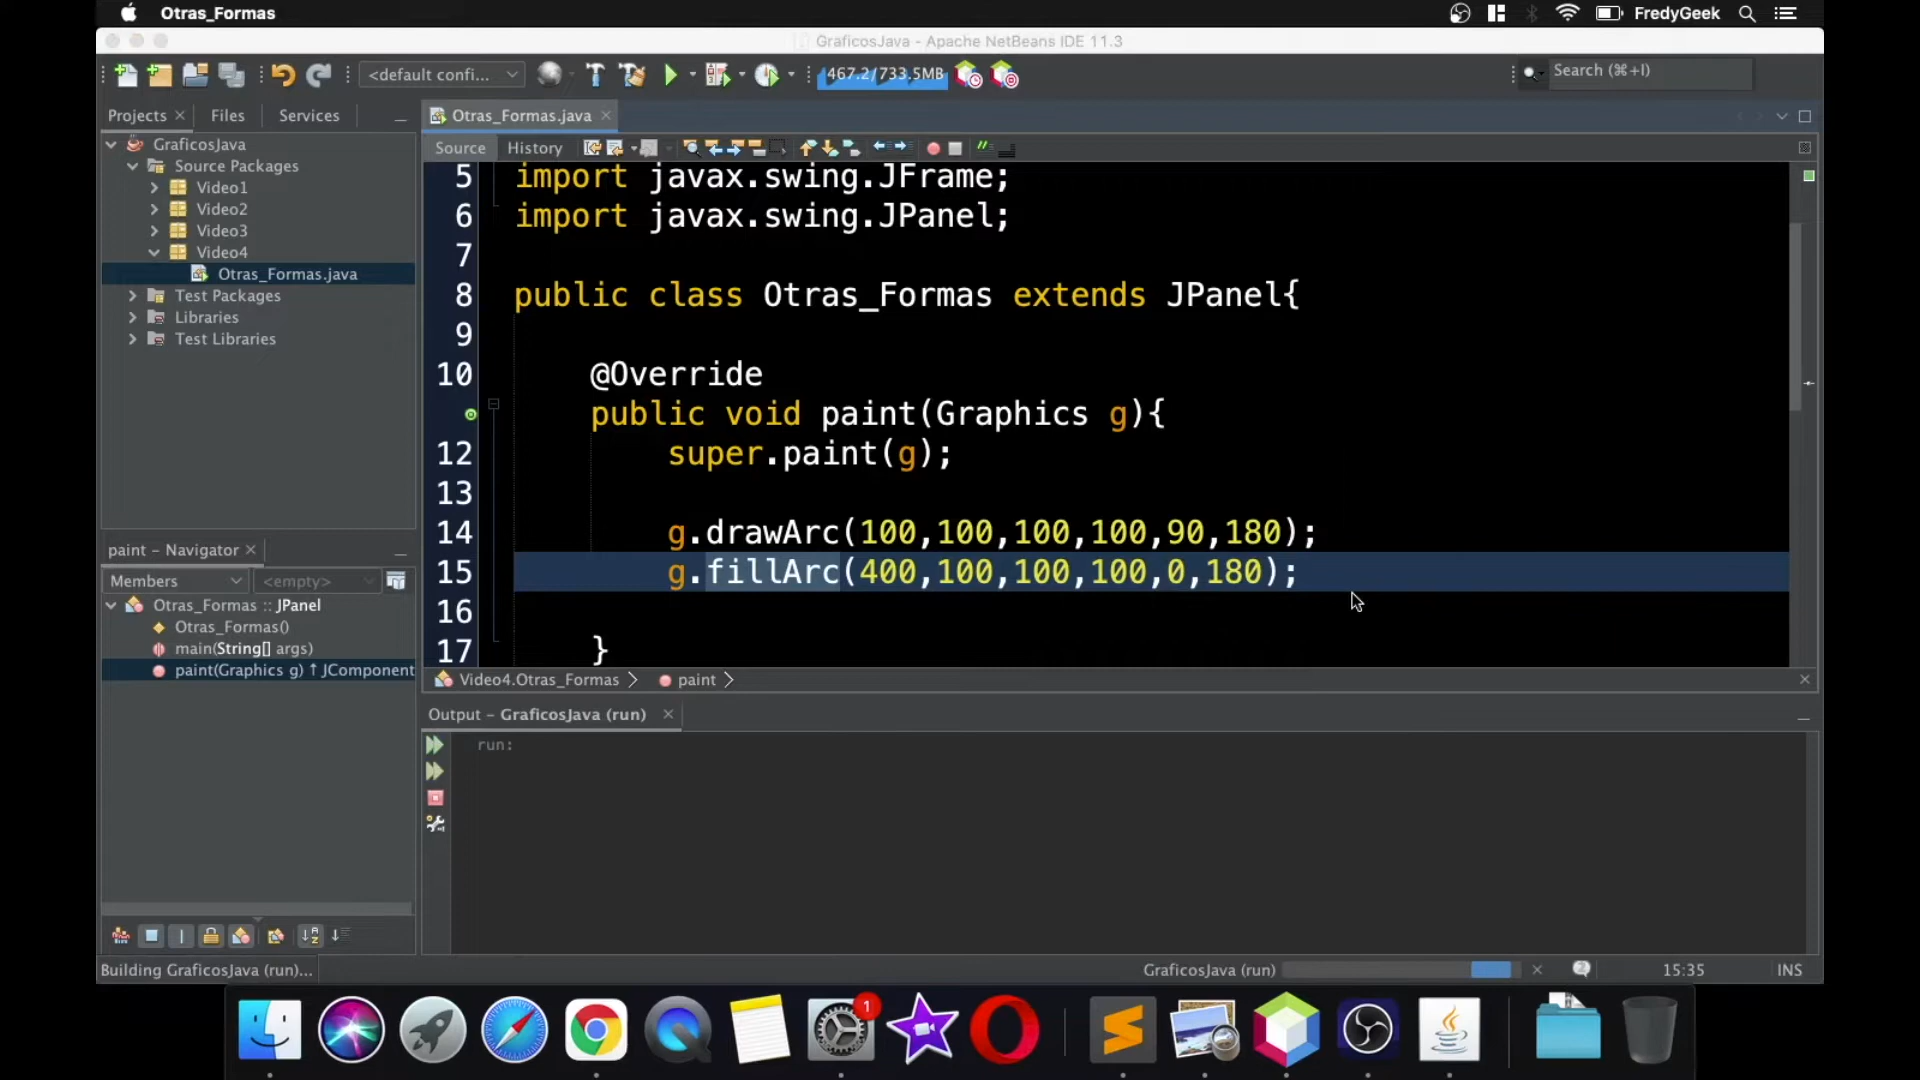 Otras_Formas
FredyGeek
GraficosJava - Apache NetBeans IDE 11.3
<default confi...
467.2/733.5MB
Search (⌘+I)
Projects
Files
Services
Otras_Formas.java
Source
History
GraficosJava
Source Packages
Video1
Video2
Video3
Video4
Otras_Formas.java
Test Packages
Libraries
Test Libraries
5 import javax.swing.JFrame;
6 import javax.swing.JPanel;
7
8 public class Otras_Formas extends JPanel{
9
10 @Override
public void paint(Graphics g){
12 super.paint(g);
13
14 g.drawArc(100,100,100,100,90,180);
15 g.fillArc(400,100,100,100,0,180);
16
17 }
paint - Navigator
Members
<empty>
Otras_Formas :: JPanel
Otras_Formas()
main(String[] args)
paint(Graphics g) ↑ JComponent
Video4.Otras_Formas
paint
Output - GraficosJava (run)
run:
Building GraficosJava (run)...
GraficosJava (run)
2
15:35
INS
1